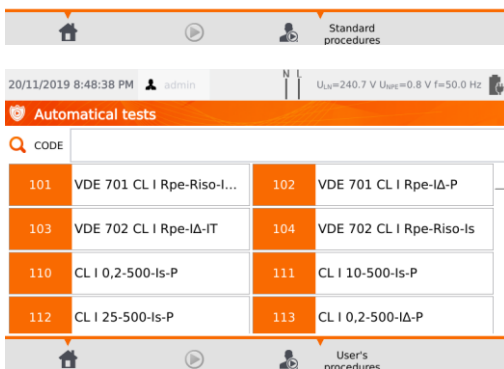 Standard
procedures
20/11/2019 8:48:38 PM admin N L U_LN=240.7 V U_NPE=0.8 V f=50.0 Hz
Automatical tests
CODE
101 VDE 701 CL I Rpe-Riso-I... 102 VDE 701 CL I Rpe-IΔ-P
103 VDE 702 CL I Rpe-IΔ-IT 104 VDE 702 CL I Rpe-Riso-Is
110 CL I 0,2-500-Is-P 111 CL I 10-500-Is-P
112 CL I 25-500-Is-P 113 CL I 0,2-500-IΔ-P
User's
procedures